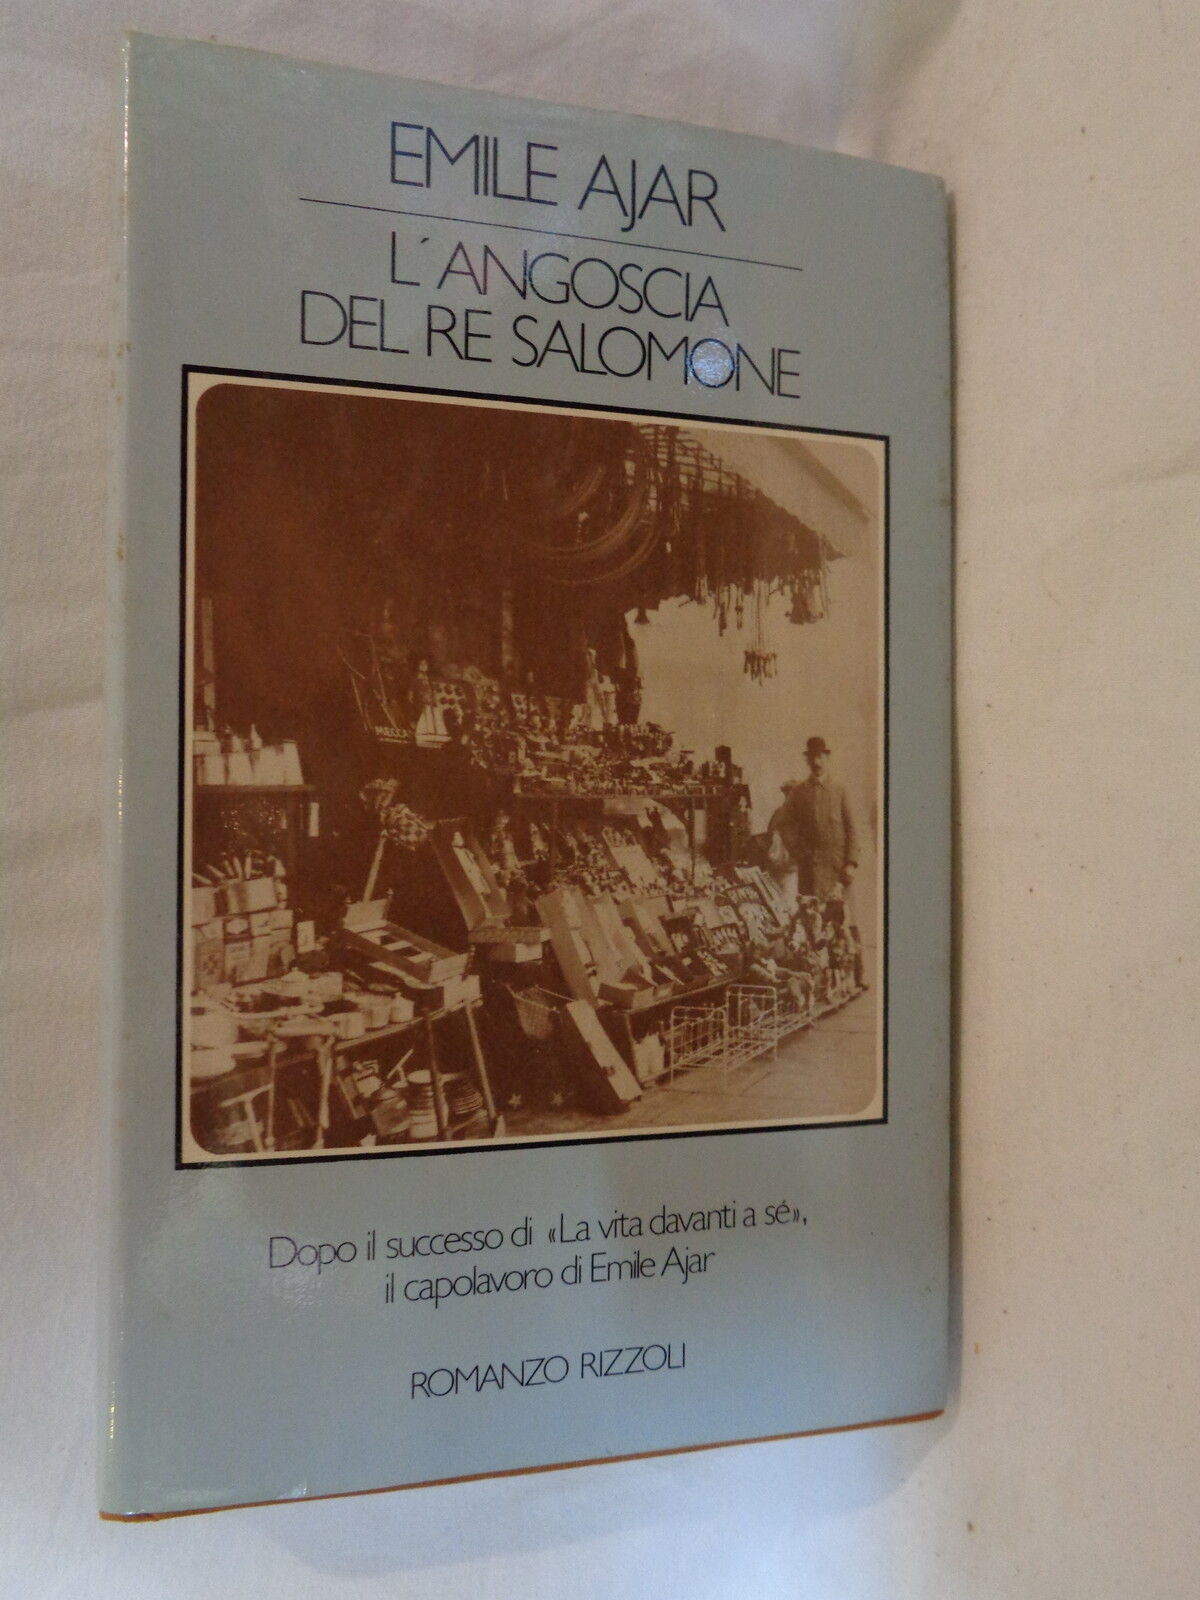 EMILE AJAR
L'ANGOSCIA
DEL RE SALOMONE
MECCA
Dopo il successo di «La vita davanti a sé»,
il capolavoro di Emile Ajar
ROMANZO RIZZOLI